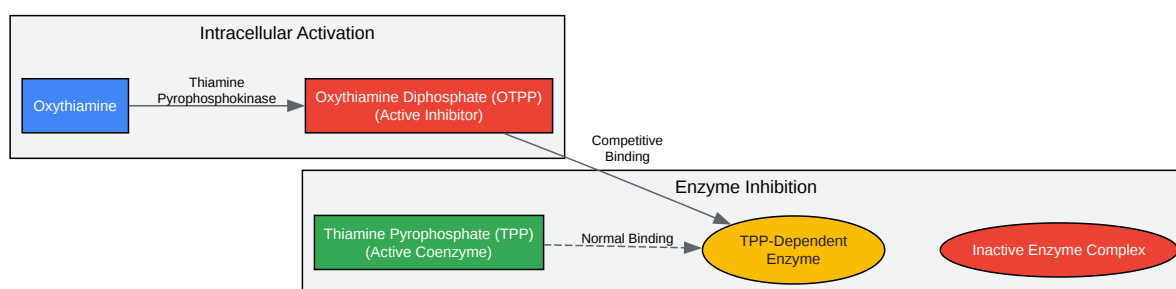 Intracellular Activation
Oxythiamine
Thiamine
Pyrophosphokinase
Oxythiamine Diphosphate (OTPP)
(Active Inhibitor)
Competitive
Binding
Enzyme Inhibition
Thiamine Pyrophosphate (TPP)
(Active Coenzyme)
Normal Binding
TPP-Dependent
Enzyme
Inactive Enzyme Complex